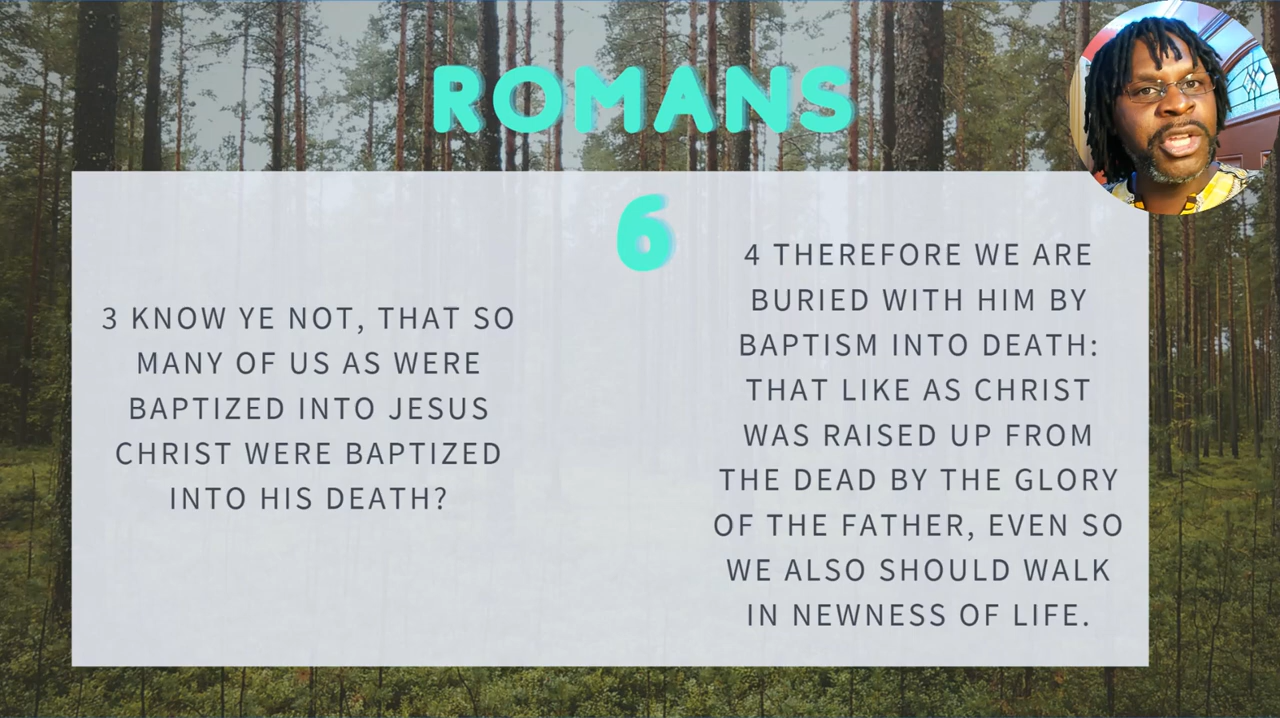 ROMANS
6
3 KNOW YE NOT, THAT SO
MANY OF US AS WERE
BAPTIZED INTO JESUS
CHRIST WERE BAPTIZED
INTO HIS DEATH?
4 THEREFORE WE ARE
BURIED WITH HIM BY
BAPTISM INTO DEATH:
THAT LIKE AS CHRIST
WAS RAISED UP FROM
THE DEAD BY THE GLORY
OF THE FATHER, EVEN SO
WE ALSO SHOULD WALK
IN NEWNESS OF LIFE.